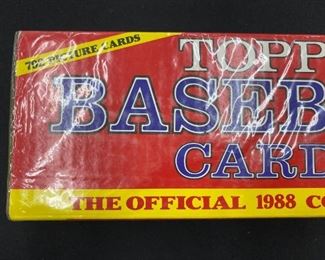 792 PICTURE CARDS
TOPP
BASEB
CARD
THE OFFICIAL 1988 CO